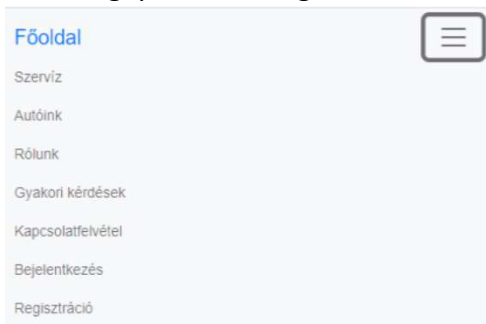 Főoldal
Szervíz
Autóink
Rólunk
Gyakori kérdések
Kapcsolatfelvétel
Bejelentkezés
Regisztráció